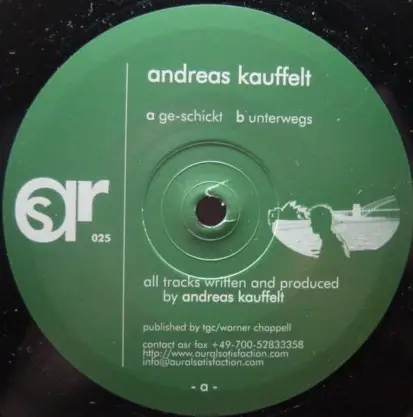 andreas kauffelt
a ge-schickt b unterwegs
asr
025
all tracks written and produced
by andreas kauffelt
published by tgc/warner chappell
contact asr fax +49-700-52833358
http://www.auralsatisfaction.com
info@auralsatisfaction.com
- a -